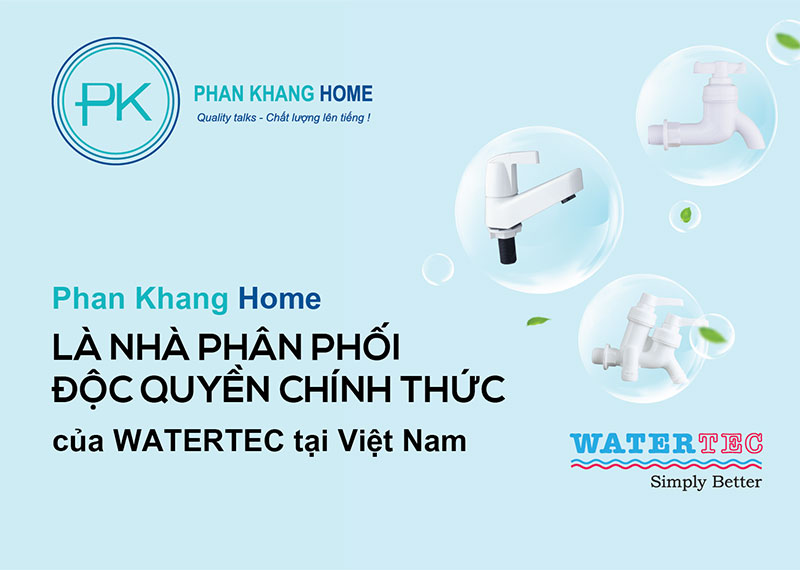 PK
PHAN KHANG HOME
Quality talks - Chất lượng lên tiếng !
Phan Khang Home
LÀ NHÀ PHÂN PHỐI
ĐỘC QUYỀN CHÍNH THỨC
của WATERTEC tại Việt Nam
WATERTEC
Simply Better